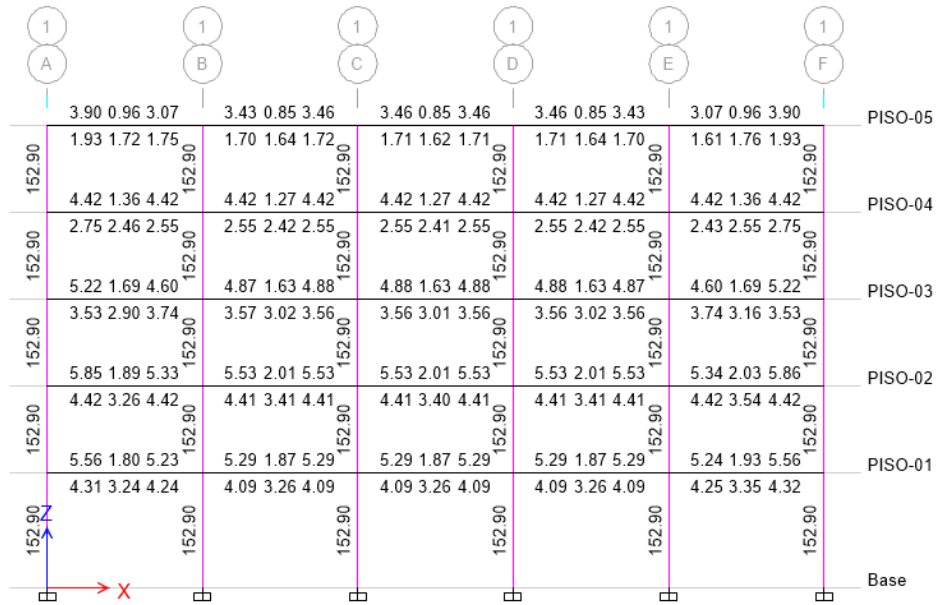 1 1 1 1 1 1
A B C D E F
3.90 0.96 3.07 3.43 0.85 3.46 3.46 0.85 3.46 3.46 0.85 3.43 3.07 0.96 3.90
PISO-05
1.93 1.72 1.75 1.70 1.64 1.72 1.71 1.62 1.71 1.71 1.64 1.70 1.61 1.76 1.93
152.90 152.90 152.90 152.90 152.90 152.90
4.42 1.36 4.42 4.42 1.27 4.42 4.42 1.27 4.42 4.42 1.27 4.42 4.42 1.36 4.42
PISO-04
2.75 2.46 2.55 2.55 2.42 2.55 2.55 2.41 2.55 2.55 2.42 2.55 2.43 2.55 2.75
152.90 152.90 152.90 152.90 152.90 152.90
5.22 1.69 4.60 4.87 1.63 4.88 4.88 1.63 4.88 4.88 1.63 4.87 4.60 1.69 5.22
PISO-03
3.53 2.90 3.74 3.57 3.02 3.56 3.56 3.01 3.56 3.56 3.02 3.56 3.74 3.16 3.53
152.90 152.90 152.90 152.90 152.90 152.90
5.85 1.89 5.33 5.53 2.01 5.53 5.53 2.01 5.53 5.53 2.01 5.53 5.34 2.03 5.86
PISO-02
4.42 3.26 4.42 4.41 3.41 4.41 4.41 3.40 4.41 4.41 3.41 4.41 4.42 3.54 4.42
152.90 152.90 152.90 152.90 152.90 152.90
5.56 1.80 5.23 5.29 1.87 5.29 5.29 1.87 5.29 5.29 1.87 5.29 5.24 1.93 5.56
PISO-01
4.31 3.24 4.24 4.09 3.26 4.09 4.09 3.26 4.09 4.09 3.26 4.09 4.25 3.35 4.32
152.90 152.90 152.90 152.90 152.90 152.90
Z
Base
X